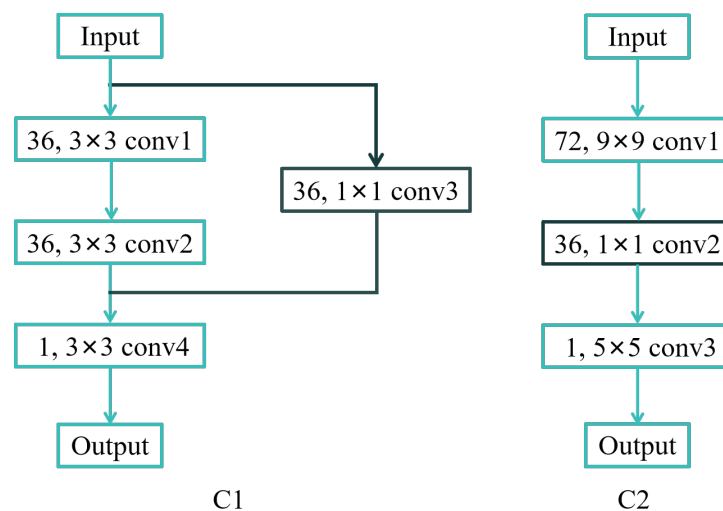 Input
36, 3×3 conv1
36, 1×1 conv3
36, 3×3 conv2
1, 3×3 conv4
Output
C1
Input
72, 9×9 conv1
36, 1×1 conv2
1, 5×5 conv3
Output
C2